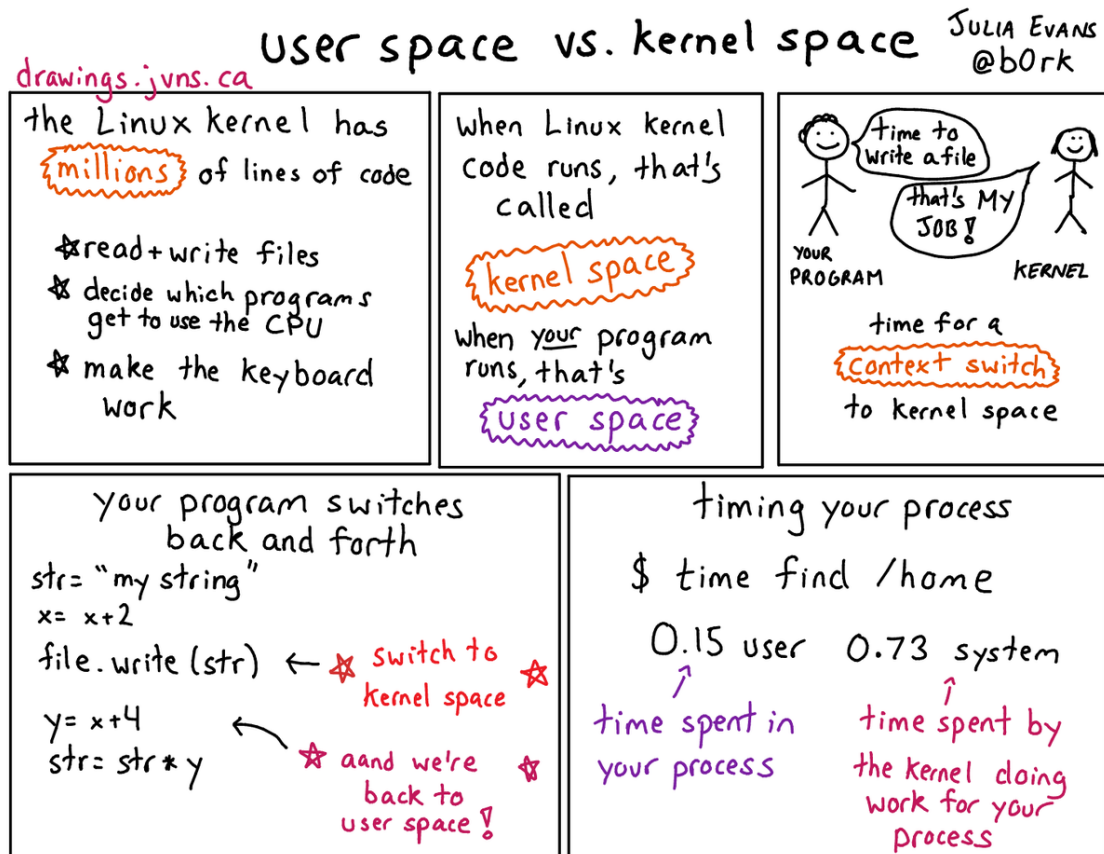 user space vs. kernel space
JULIA EVANS
@b0rk
drawings.jvns.ca
the Linux kernel has
millions of lines of code
☆ read + write files
☆ decide which programs
get to use the CPU
☆ make the keyboard
work
when Linux kernel
code runs, that's
called
kernel space
when your program
runs, that's
user space
time to
write a file
that's MY
JOB!
YOUR
PROGRAM
KERNEL
time for a
context switch
to kernel space
your program switches
back and forth
str= "my string"
x= x+2
file.write(str) ← ☆ switch to ☆
kernel space
y= x+4
str= str * y
☆ aand we're ☆
back to
user space!
timing your process
$ time find /home
0.15 user 0.73 system
time spent in
your process
time spent by
the kernel doing
work for your
process